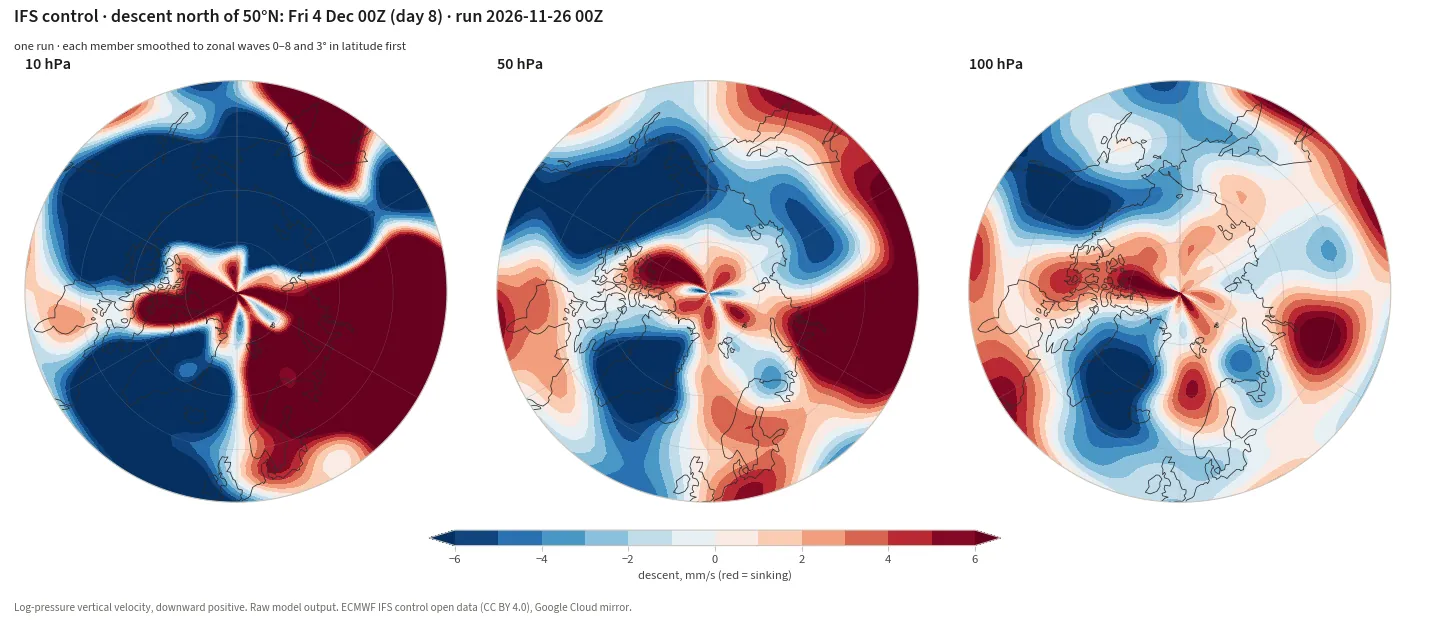 IFS control · descent north of 50°N: Fri 4 Dec 00Z (day 8) · run 2026-11-26 00Z
one run · each member smoothed to zonal waves 0–8 and 3° in latitude first
10 hPa
50 hPa
100 hPa
−6 −4 −2 0 2 4 6
descent, mm/s (red = sinking)
Log-pressure vertical velocity, downward positive. Raw model output. ECMWF IFS control open data (CC BY 4.0), Google Cloud mirror.